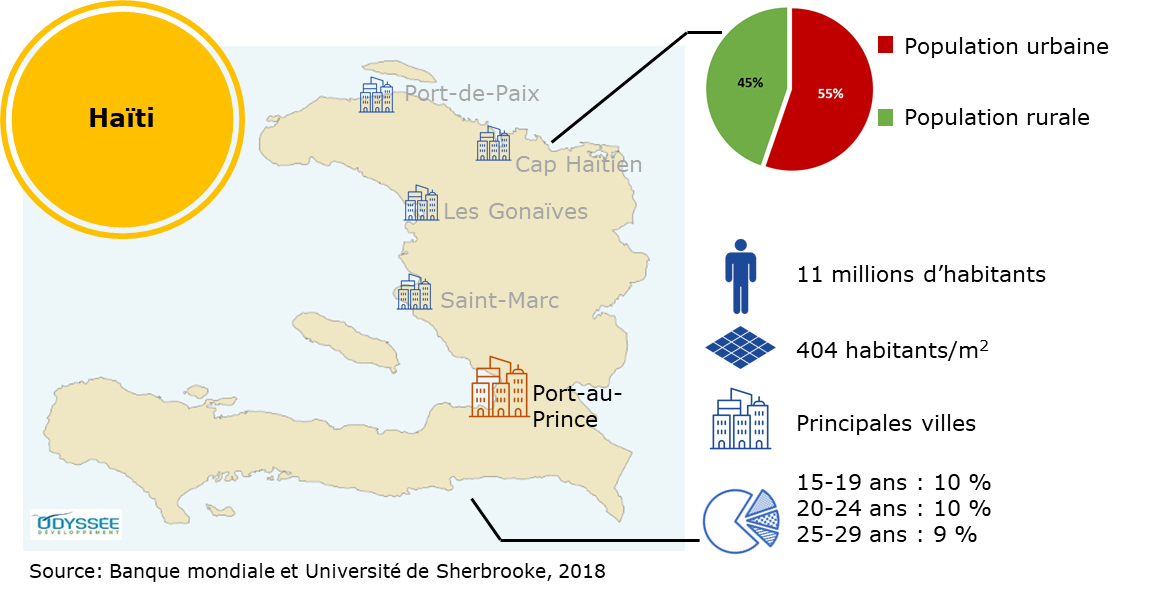 Haïti
Port-de-Paix
Cap Haïtien
Les Gonaïves
Saint-Marc
Port-au-
Prince
ODYSSEE
DÉVELOPPEMENT
45%
55%
Population urbaine
Population rurale
11 millions d’habitants
404 habitants/m²
Principales villes
15-19 ans : 10 %
20-24 ans : 10 %
25-29 ans : 9 %
Source: Banque mondiale et Université de Sherbrooke, 2018